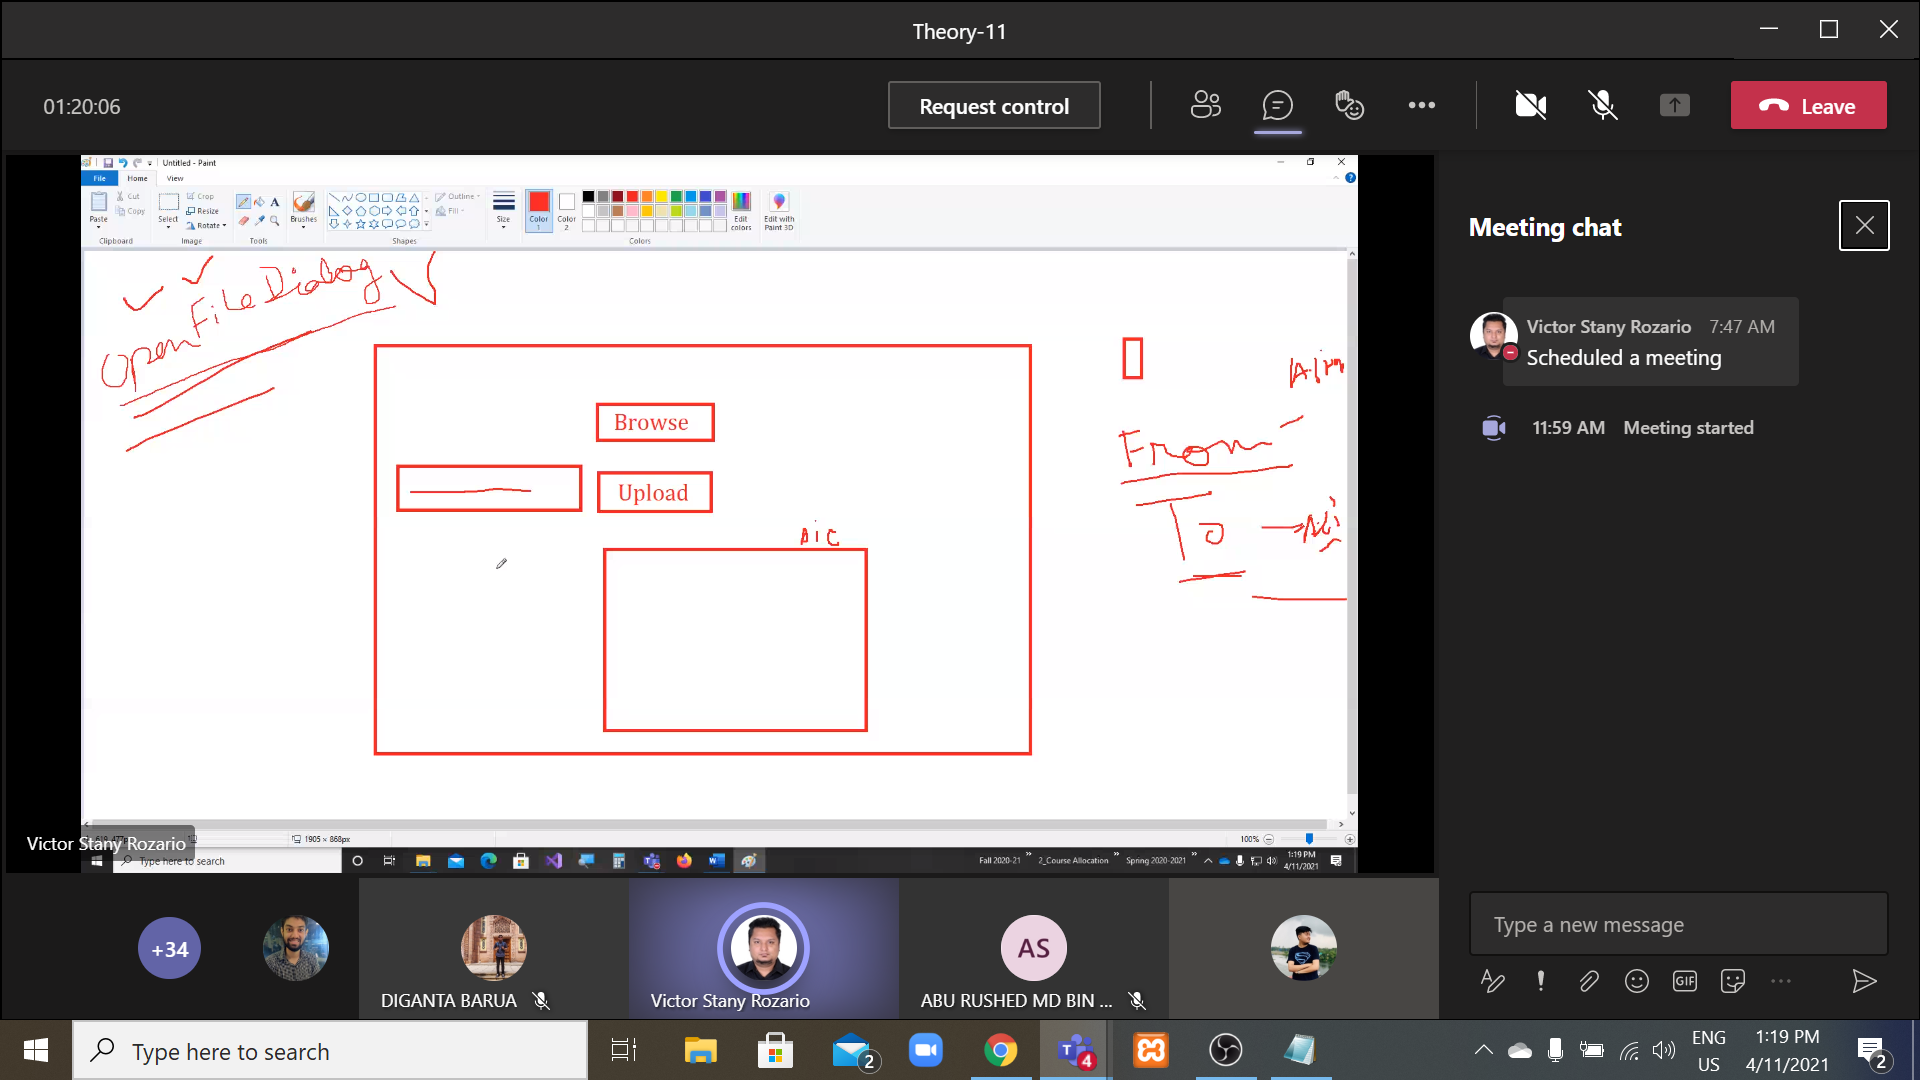 Theory-11
01:20:06
Request control
Leave
Untitled - Paint
File Home View
Paste
Cut
Copy
Clipboard
Select
Crop
Resize
Rotate
Image
Tools
Brushes
Shapes
Outline
Fill
Size
Color 1
Color 2
Colors
Edit colors
Edit with Paint 3D
OpenFileDialog
Browse
Upload
From
To
1905 × 868px
100%
Victor Stany Rozario
Type here to search
Fall 2020-21
2_Course Allocation
Spring 2020-2021
1:19 PM
4/11/2021
Meeting chat
Victor Stany Rozario 7:47 AM
Scheduled a meeting
11:59 AM Meeting started
+34
DIGANTA BARUA
Victor Stany Rozario
AS
ABU RUSHED MD BIN ...
Type a new message
GIF
Type here to search
2
4
ENG
US
1:19 PM
4/11/2021
2